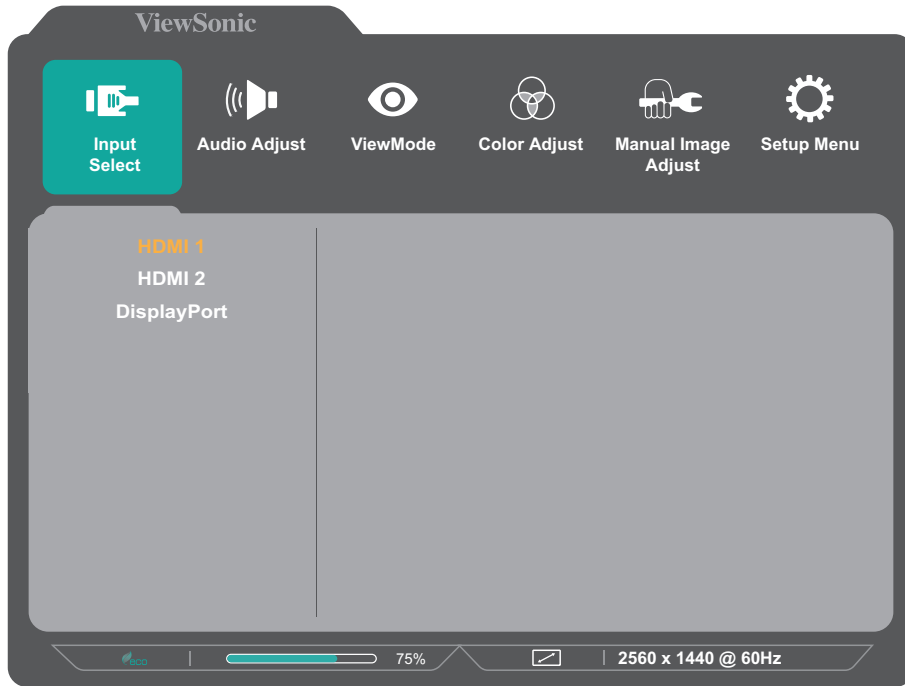 ViewSonic
Input
Select
Audio Adjust
ViewMode
Color Adjust
Manual Image
Adjust
Setup Menu
HDMI 1
HDMI 2
DisplayPort
eco
75%
2560 x 1440 @ 60Hz